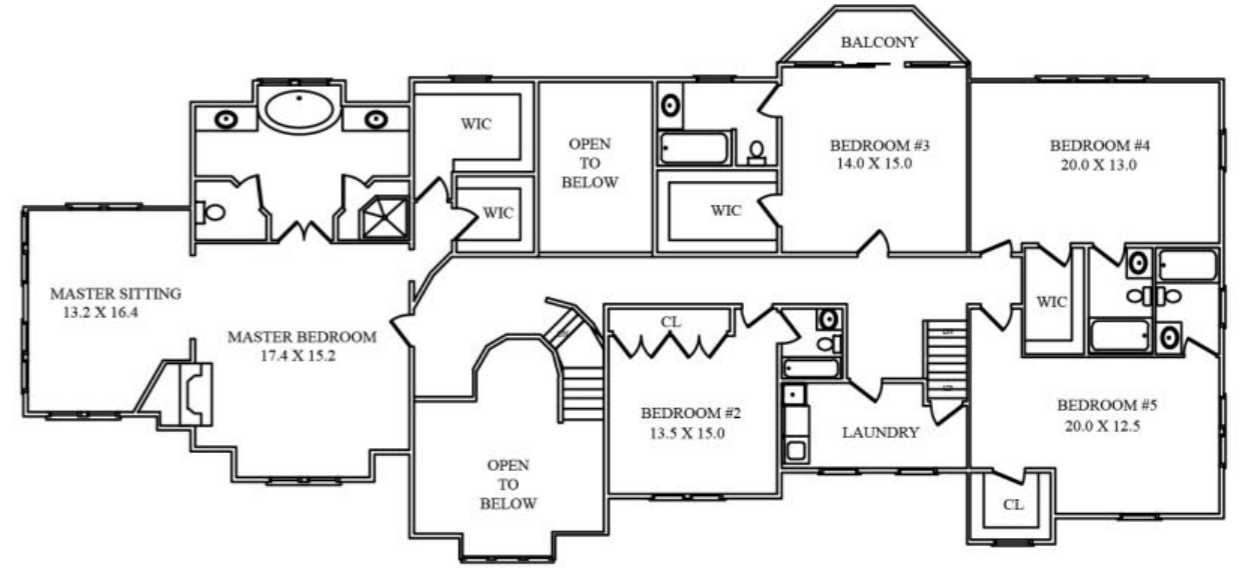 BALCONY
WIC
OPEN
TO
BELOW
BEDROOM #3
14.0 X 15.0
BEDROOM #4
20.0 X 13.0
WIC
WIC
MASTER SITTING
13.2 X 16.4
WIC
MASTER BEDROOM
17.4 X 15.2
CL
BEDROOM #2
13.5 X 15.0
LAUNDRY
BEDROOM #5
20.0 X 12.5
OPEN
TO
BELOW
CL